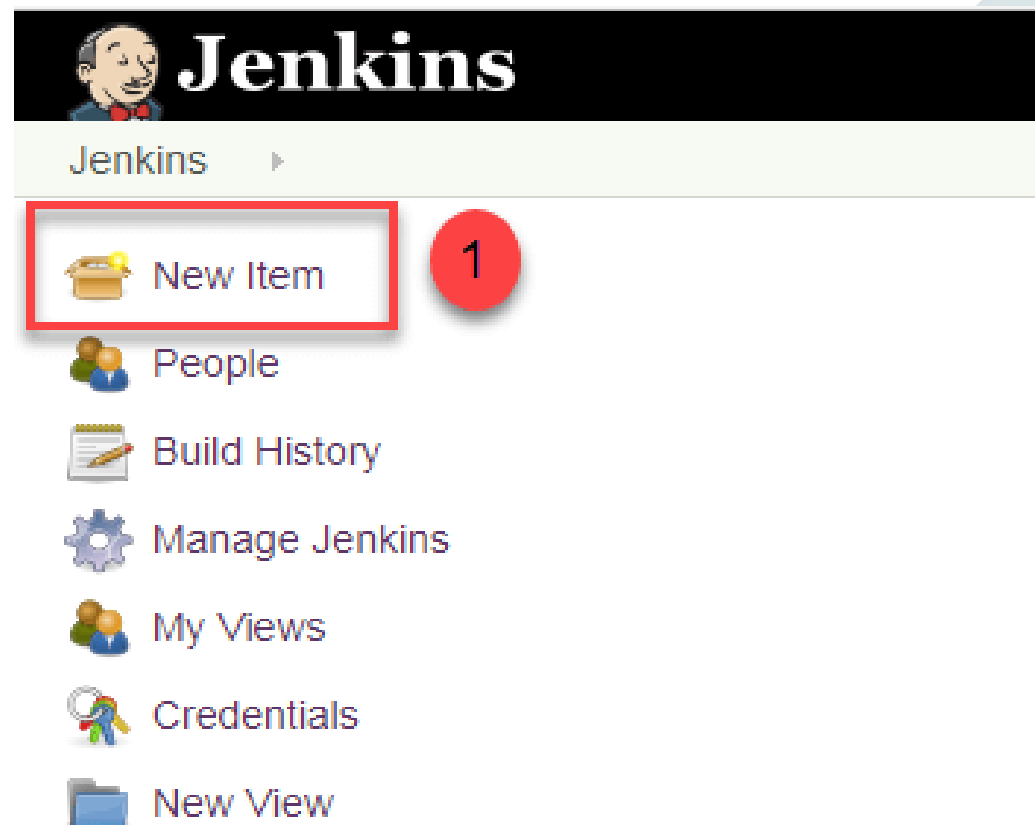 Jenkins
Jenkins
New Item
1
People
Build History
Manage Jenkins
My Views
Credentials
New View